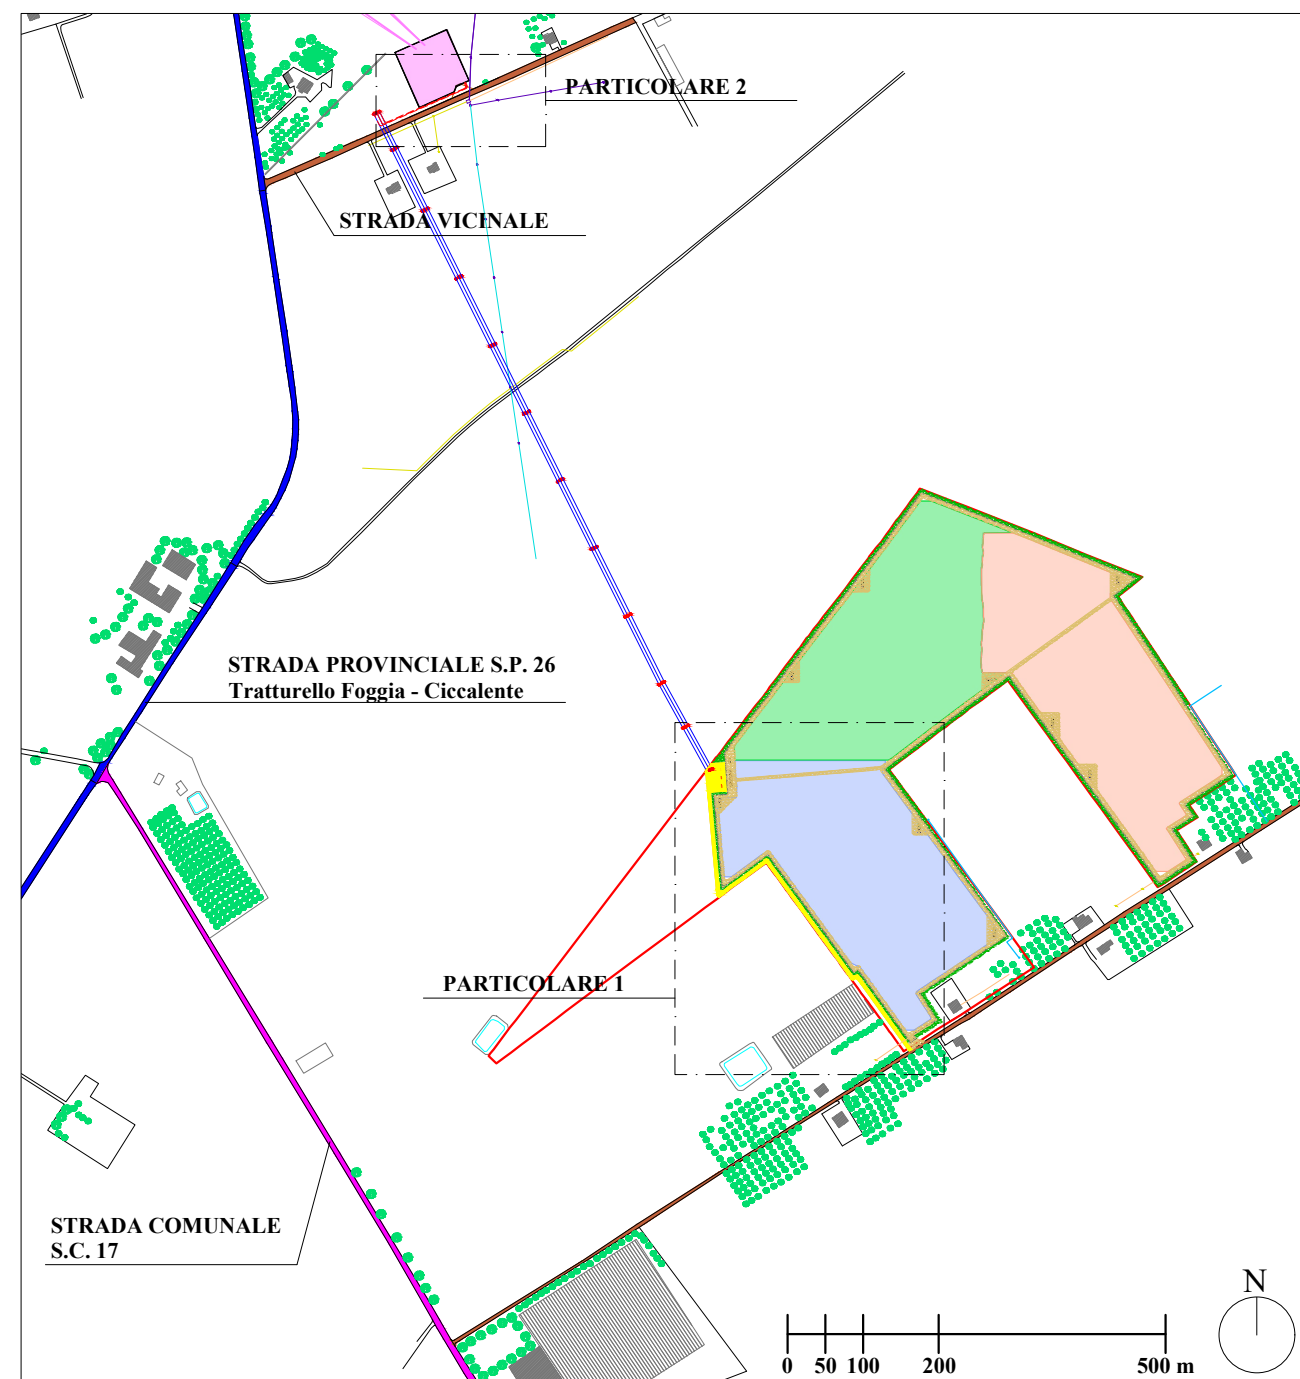 PARTICOLARE 2
STRADA VICINALE
STRADA PROVINCIALE S.P. 26
Tratturello Foggia - Ciccalente
PARTICOLARE 1
STRADA COMUNALE
S.C. 17
N
0 50 100 200 500 m